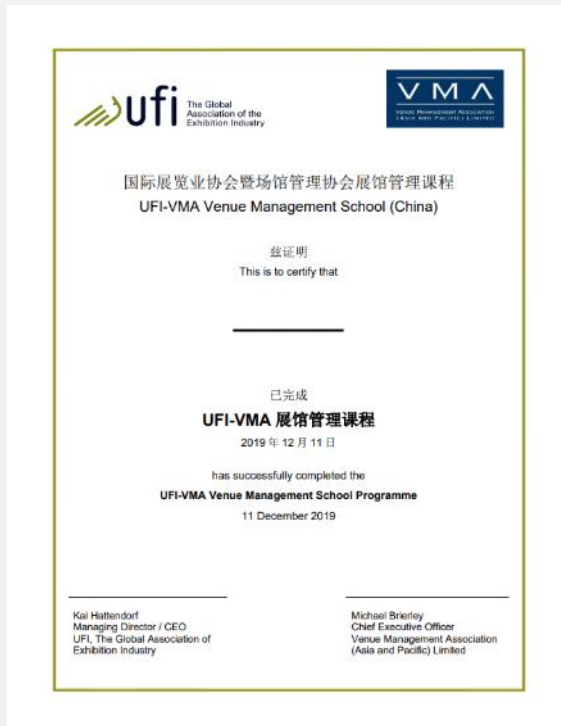 ufi
The Global
Association of the
Exhibition Industry
VMA
VENUE MANAGEMENT ASSOCIATION
(ASIA AND PACIFIC) LIMITED
国际展览业协会暨场馆管理协会展馆管理课程
UFI-VMA Venue Management School (China)
兹证明
This is to certify that
已完成
UFI-VMA 展馆管理课程
2019 年 12 月 11 日
has successfully completed the
UFI-VMA Venue Management School Programme
11 December 2019
Kai Hattendorf
Managing Director / CEO
UFI, The Global Association of
Exhibition Industry
Michael Brierley
Chief Executive Officer
Venue Management Association
(Asia and Pacific) Limited